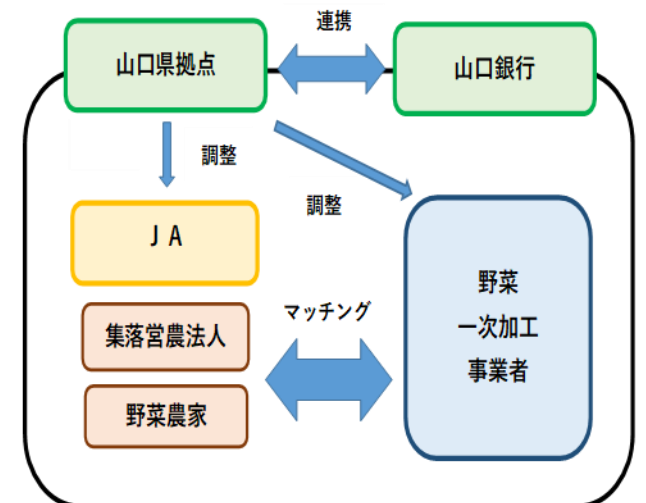 連携
山口県拠点
山口銀行
調整
調整
ＪＡ
集落営農法人
野菜農家
マッチング
野菜
一次加工
事業者